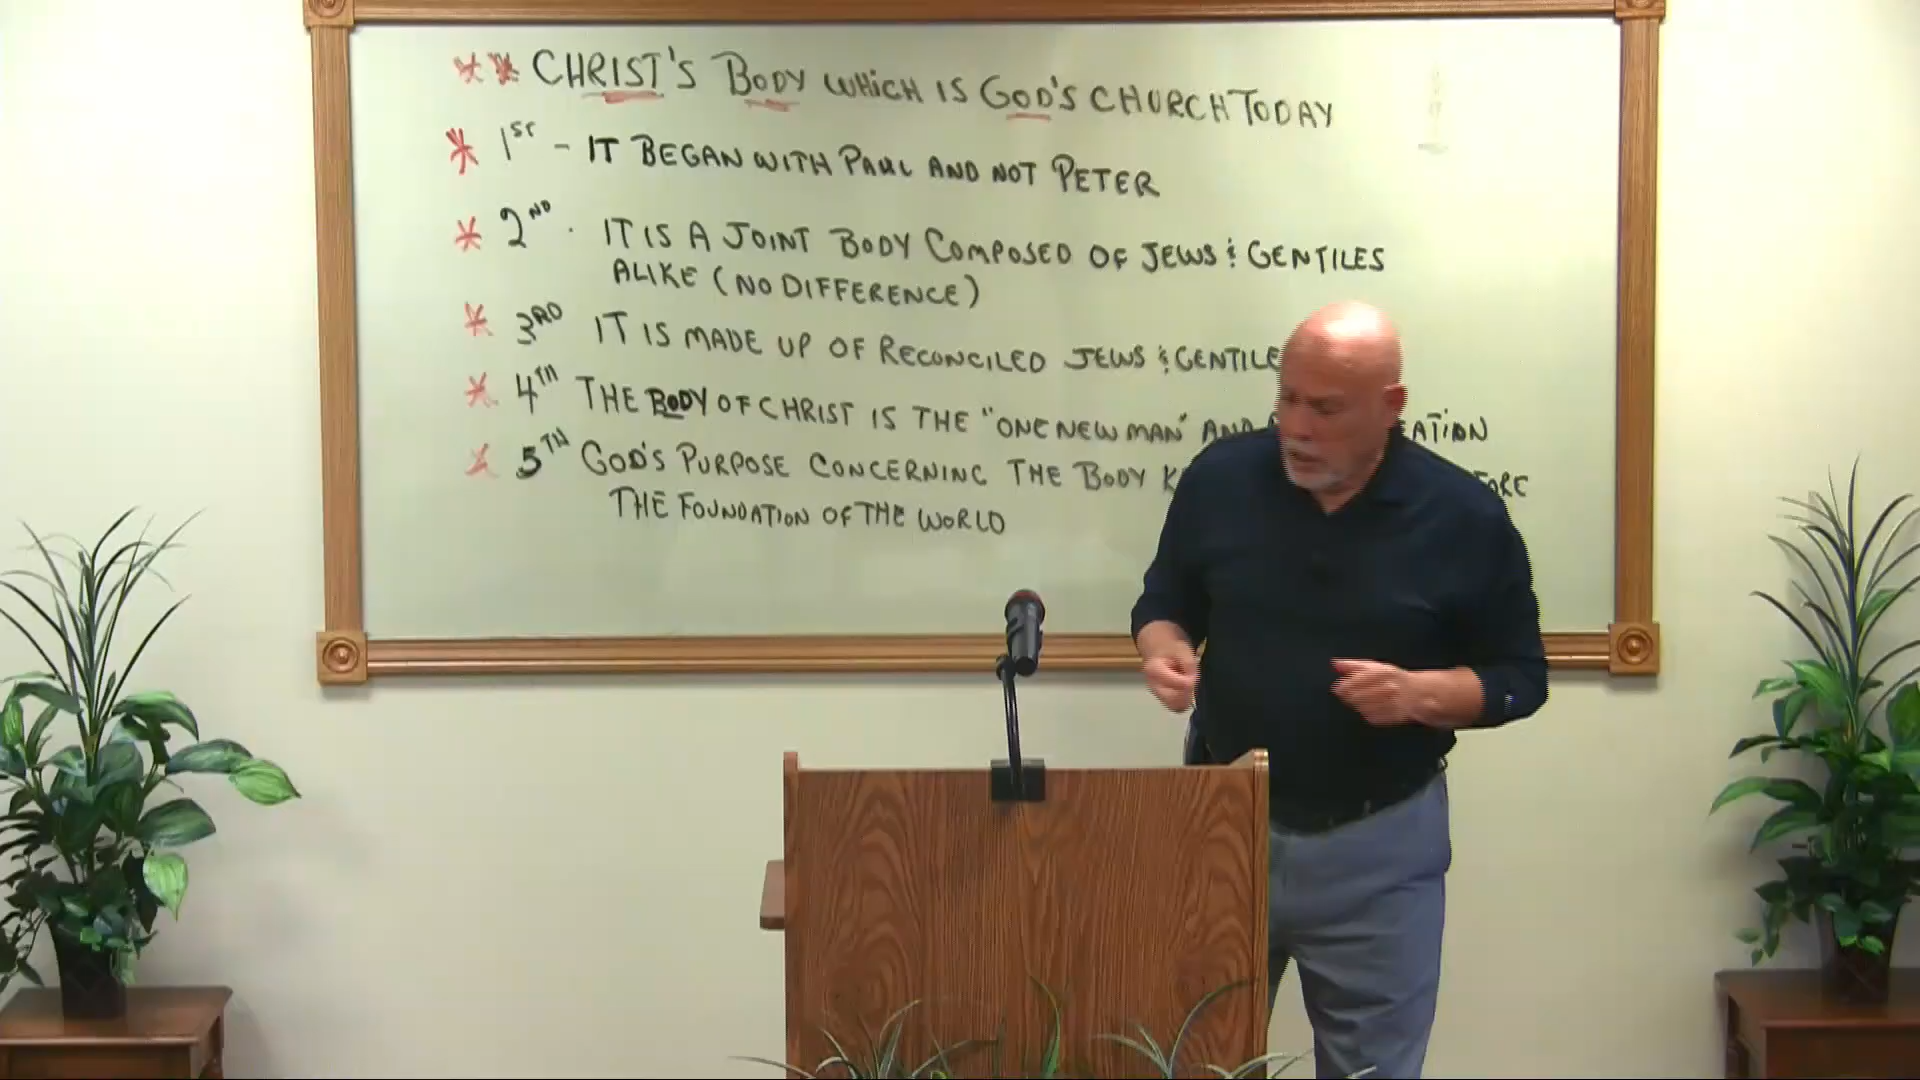 ** CHRIST'S BODY WHICH IS GOD'S CHURCH TODAY
* 1ST - IT BEGAN WITH PAUL AND NOT PETER
* 2ND. IT IS A JOINT BODY COMPOSED OF JEWS & GENTILES
ALIKE (NO DIFFERENCE)
* 3RD IT IS MADE UP OF RECONCILED JEWS & GENTILE
* 4TH THE BODY OF CHRIST IS THE "ONE NEW MAN" AND
* 5TH GOD'S PURPOSE CONCERNING THE BODY
THE FOUNDATION OF THE WORLD